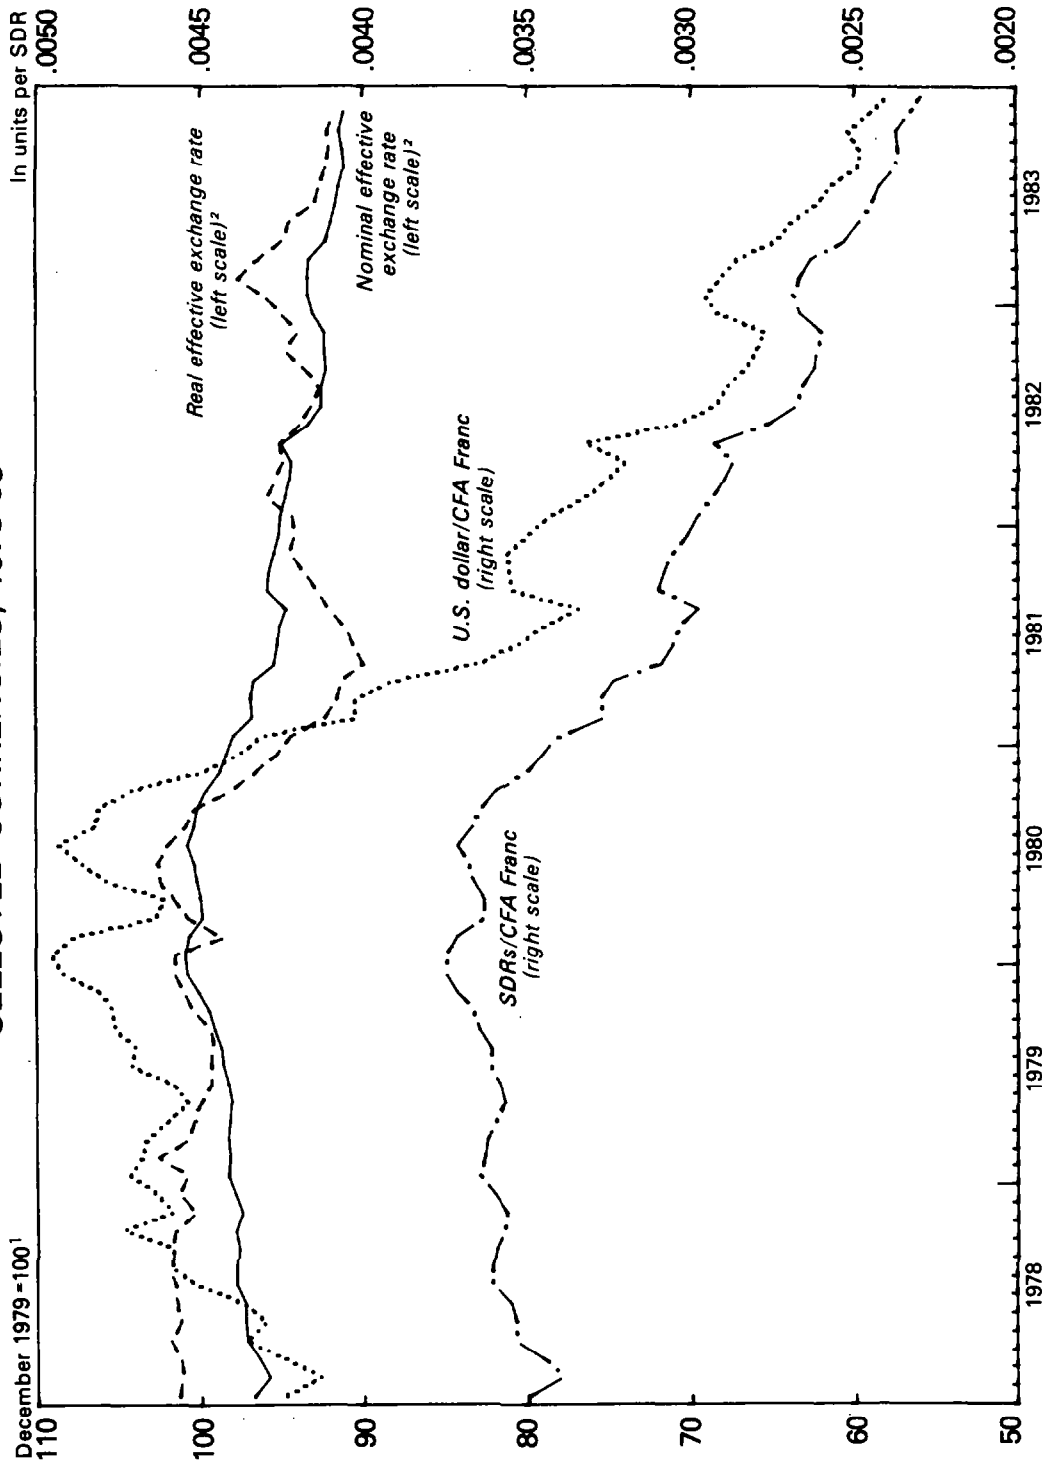 December 1979 =100¹
In units per SDR
110
100
90
80
70
60
50
.0050
.0045
.0040
.0035
.0030
.0025
.0020
Real effective exchange rate
(left scale)²
Nominal effective
exchange rate
(left scale)²
U.S. dollar/CFA Franc
(right scale)
SDRs/CFA Franc
(right scale)
1978
1979
1980
1981
1982
1983